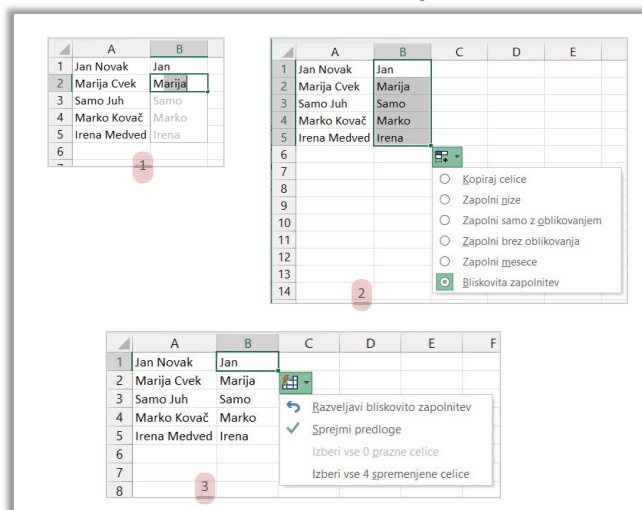 A B
1 Jan Novak Jan
2 Marija Cvek Marija
3 Samo Juh Samo
4 Marko Kovač Marko
5 Irena Medved Irena
6
1
A B C D E
1 Jan Novak Jan
2 Marija Cvek Marija
3 Samo Juh Samo
4 Marko Kovač Marko
5 Irena Medved Irena
6
7
8
9
10
11
12
13
14
Kopiraj celice
Zapolni nize
Zapolni samo z oblikovanjem
Zapolni brez oblikovanja
Zapolni mesece
Bliskovita zapolnitev
2
A B C D E F
1 Jan Novak Jan
2 Marija Cvek Marija
3 Samo Juh Samo
4 Marko Kovač Marko
5 Irena Medved Irena
6
7
8
Razveljavi bliskovito zapolnitev
Sprejmi predloge
Izberi vse 0 prazne celice
Izberi vse 4 spremenjene celice
3